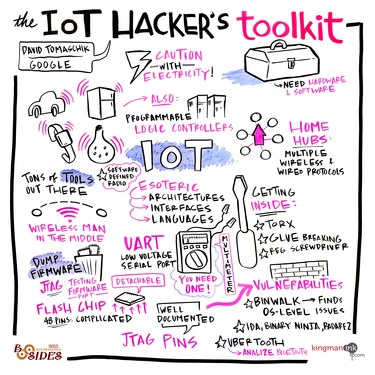 the IoT HACKER'S toolkit
DAVID TOMASCHIK
GOOGLE
CAUTION
WITH
ELECTRICITY!
NEED HARDWARE
& SOFTWARE
ALSO:
PROGRAMMABLE
LOGIC CONTROLLERS
IOT
HOME
HUBS:
MULTIPLE
WIRELESS &
WIRED PROTOCOLS
TONS OF TOOLS
OUT THERE
SOFTWARE
DEFINED
RADIO
ESOTERIC
ARCHITECTURES
INTERFACES
LANGUAGES
WIRELESS MAN
IN THE MIDDLE
GETTING
INSIDE:
TORX
GLUE BREAKING
RFG SCREWDRIVER
UART
LOW VOLTAGE
SERIAL PORT
MULTIMETER
YOU NEED
ONE!
DUMP
FIRMWARE
JTAG TESTING
FIRMWARE
PORT
DETACHABLE
FLASH CHIP
48 PINS: COMPLICATED
WELL
DOCUMENTED
JTAG PINS
VULNERABILITIES
BINWALK → FINDS
OS-LEVEL ISSUES
IDA, BINARY NINJA, RADARE2
UBERTOOTH
ANALIZE BLUETOOTH
BSIDES
kingmanink.com